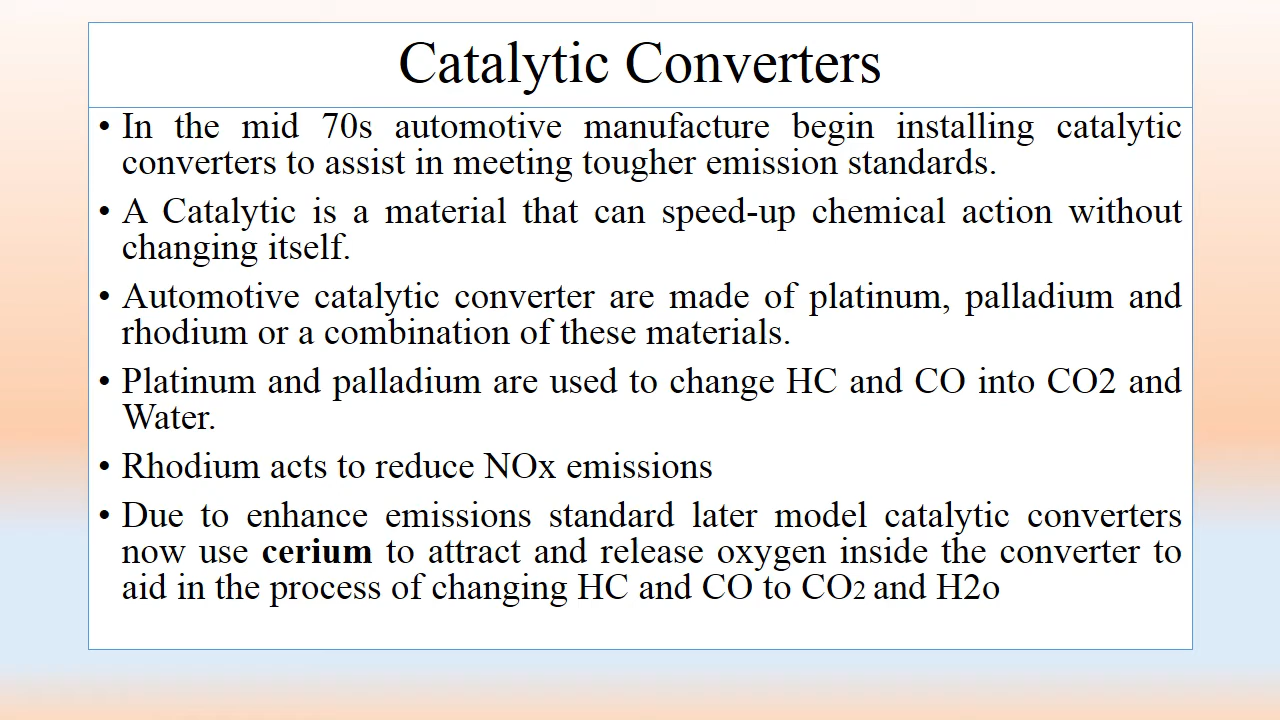 Catalytic Converters
• In the mid 70s automotive manufacture begin installing catalytic
converters to assist in meeting tougher emission standards.
• A Catalytic is a material that can speed-up chemical action without
changing itself.
• Automotive catalytic converter are made of platinum, palladium and
rhodium or a combination of these materials.
• Platinum and palladium are used to change HC and CO into CO2 and
Water.
• Rhodium acts to reduce NOx emissions
• Due to enhance emissions standard later model catalytic converters
now use cerium to attract and release oxygen inside the converter to
aid in the process of changing HC and CO to CO2 and H2o